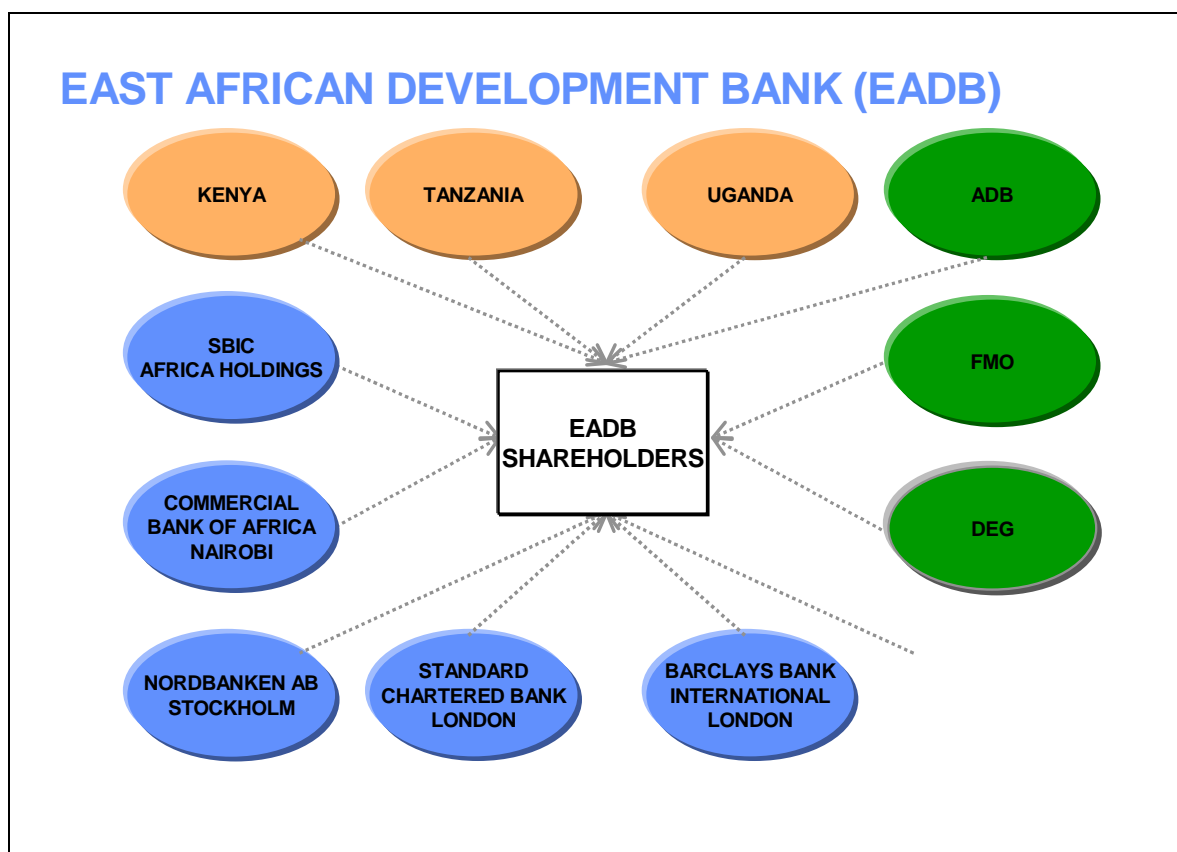 EAST AFRICAN DEVELOPMENT BANK (EADB)
KENYA
TANZANIA
UGANDA
ADB
SBIC
AFRICA HOLDINGS
FMO
EADB
SHAREHOLDERS
COMMERCIAL
BANK OF AFRICA
NAIROBI
DEG
NORDBANKEN AB
STOCKHOLM
STANDARD
CHARTERED BANK
LONDON
BARCLAYS BANK
INTERNATIONAL
LONDON